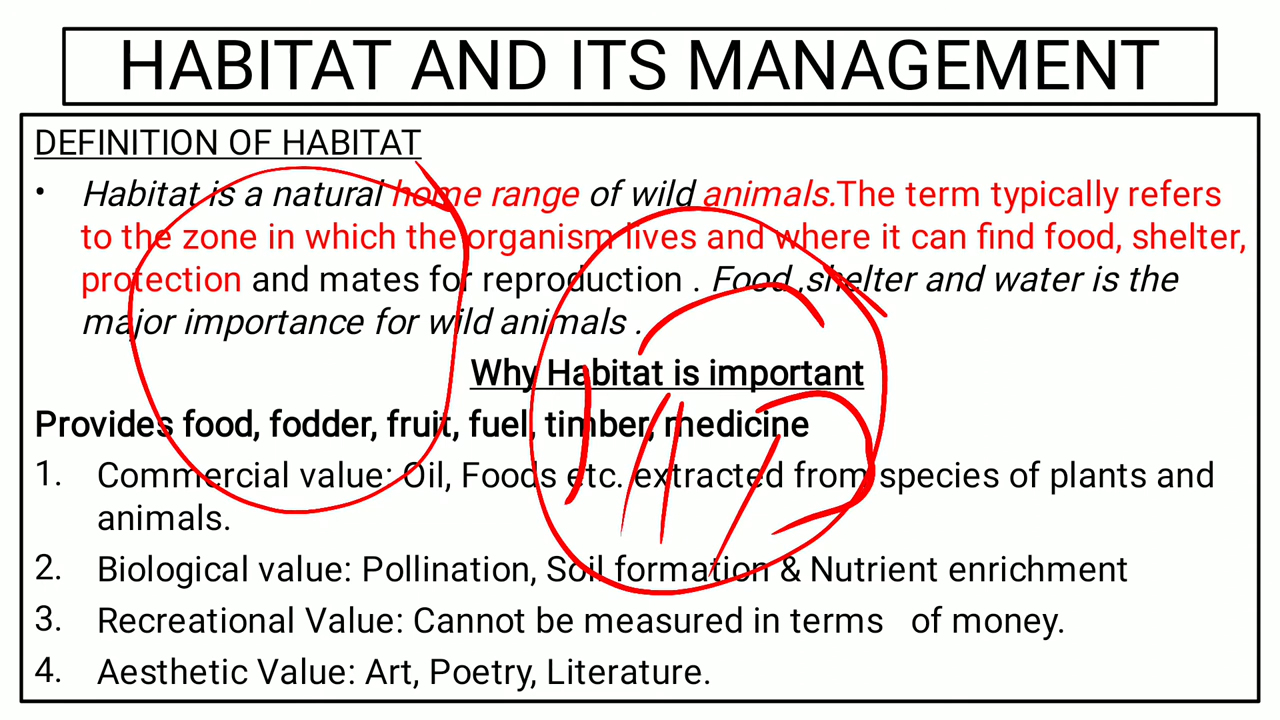 HABITAT AND ITS MANAGEMENT
DEFINITION OF HABITAT
• Habitat is a natural home range of wild animals.The term typically refers
to the zone in which the organism lives and where it can find food, shelter,
protection and mates for reproduction . Food ,shelter and water is the
major importance for wild animals .
Why Habitat is important
Provides food, fodder, fruit, fuel, timber, medicine
1. Commercial value: Oil, Foods etc. extracted from species of plants and
animals.
2. Biological value: Pollination, Soil formation & Nutrient enrichment
3. Recreational Value: Cannot be measured in terms of money.
4. Aesthetic Value: Art, Poetry, Literature.